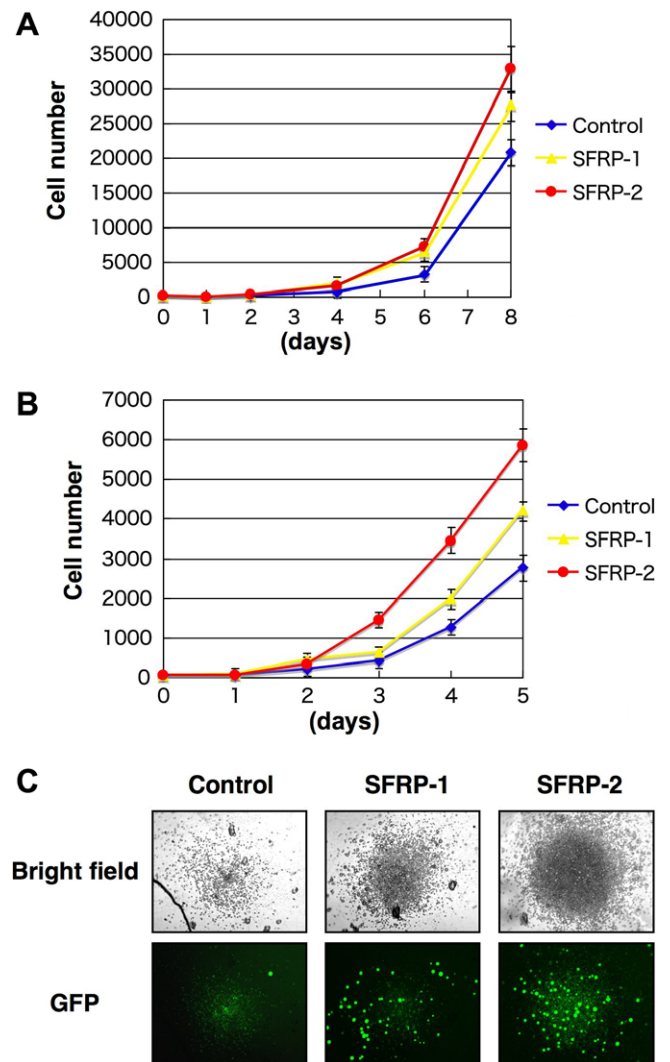 A
Cell number
40000
35000
30000
25000
20000
15000
10000
5000
0
0 1 2 3 4 5 6 7 8
(days)
Control
SFRP-1
SFRP-2
B
Cell number
7000
6000
5000
4000
3000
2000
1000
0
0 1 2 3 4 5
(days)
Control
SFRP-1
SFRP-2
C
Control SFRP-1 SFRP-2
Bright field
GFP